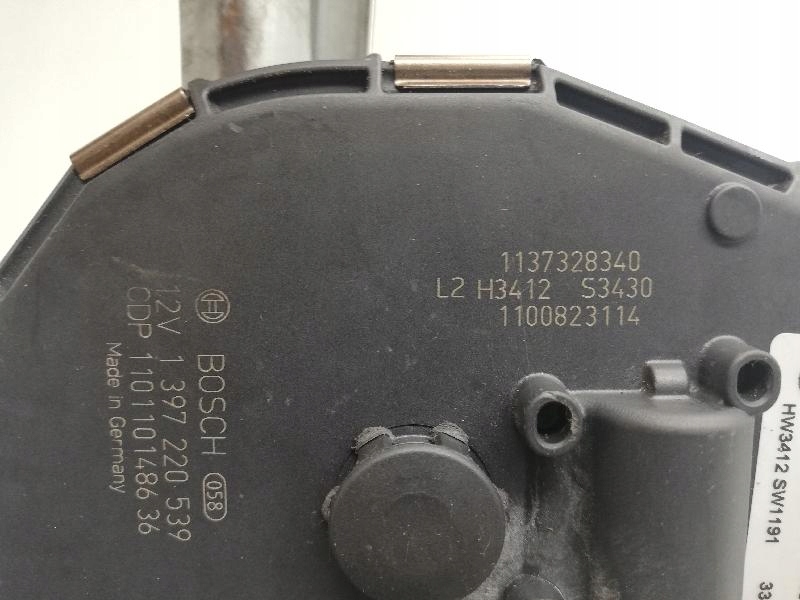 1137328340
L2 H3412 S3430
1100823114
BOSCH 058
12V 1 397 220 539
CDP 1101101486 36
Made in Germany
HW3412 SW1191
33